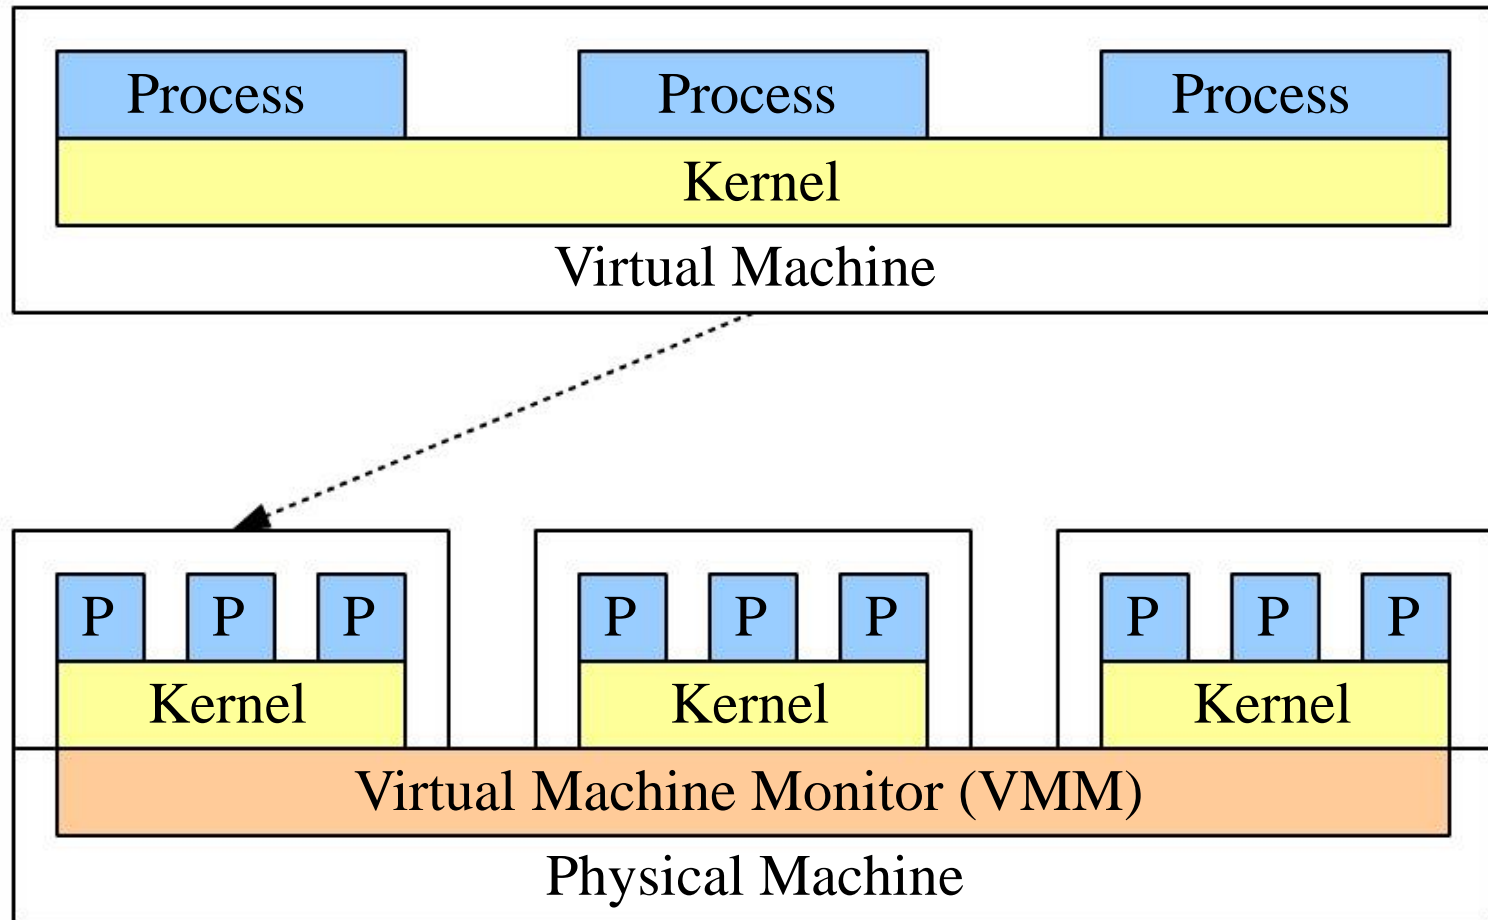 Process Process Process
Kernel
Virtual Machine
P P P P P P P P P
Kernel Kernel Kernel
Virtual Machine Monitor (VMM)
Physical Machine